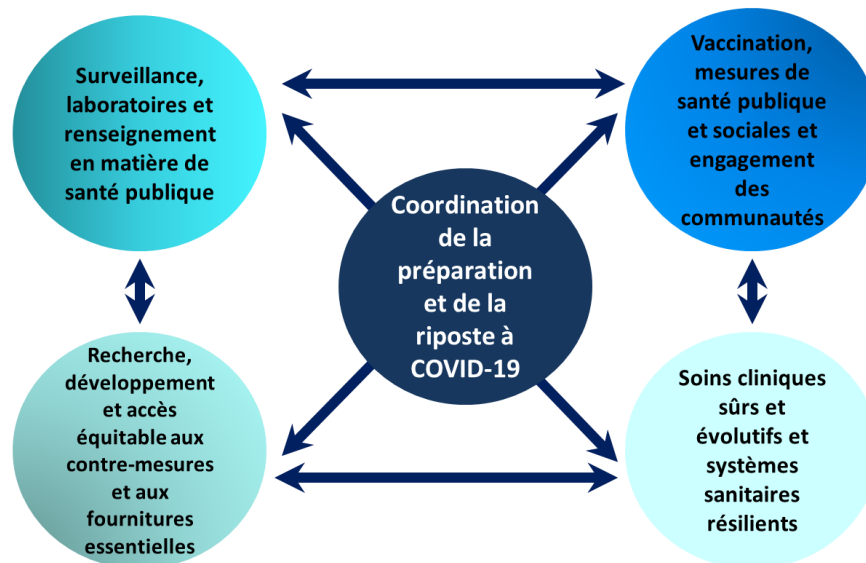 Surveillance,
laboratoires et
renseignement
en matière de
santé publique
Vaccination,
mesures de
santé publique
et sociales et
engagement
des
communautés
Coordination
de la
préparation
et de la
riposte à
COVID-19
Recherche,
développement
et accès
équitable aux
contre-mesures
et aux
fournitures
essentielles
Soins cliniques
sûrs et
évolutifs et
systèmes
sanitaires
résilients